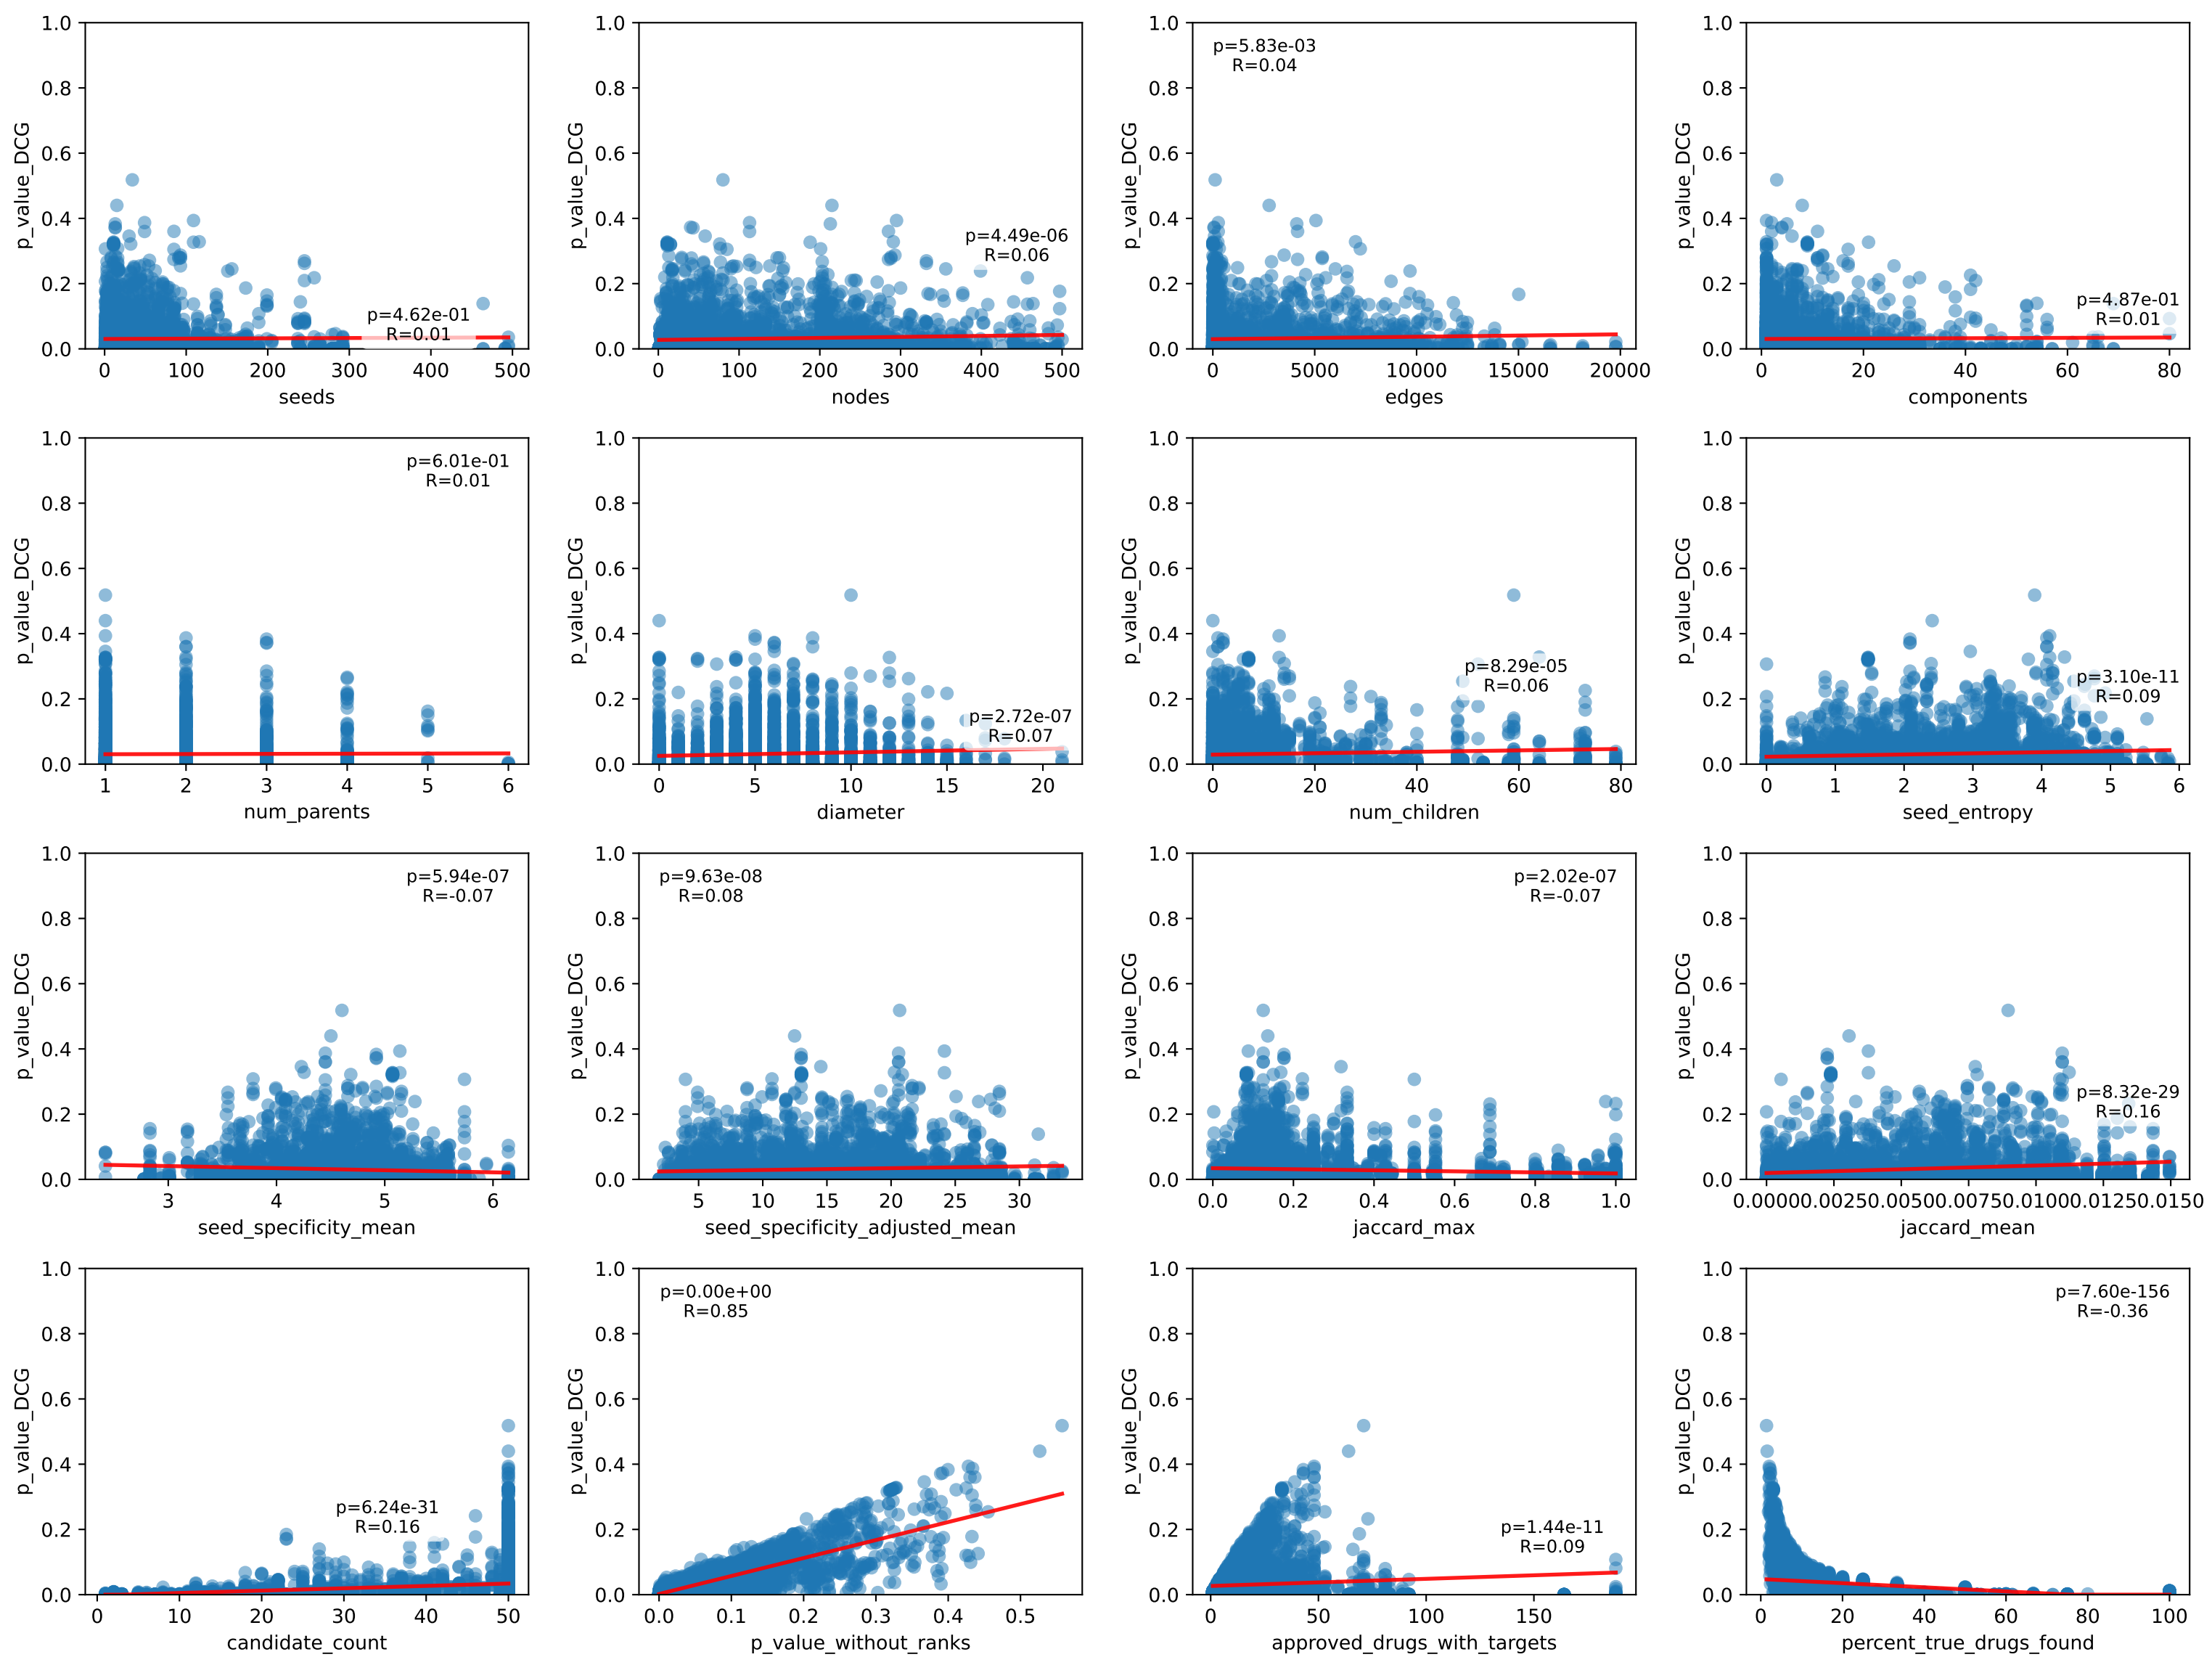 1.0
0.8
0.6
0.4
0.2
0.0
p_value_DCG
p=4.62e-01
R=0.01
0 100 200 300 400 500
seeds
1.0
0.8
0.6
0.4
0.2
0.0
p_value_DCG
p=4.49e-06
R=0.06
0 100 200 300 400 500
nodes
1.0
0.8
0.6
0.4
0.2
0.0
p_value_DCG
p=5.83e-03
R=0.04
0 5000 10000 15000 20000
edges
1.0
0.8
0.6
0.4
0.2
0.0
p_value_DCG
p=4.87e-01
R=0.01
0 20 40 60 80
components
1.0
0.8
0.6
0.4
0.2
0.0
p_value_DCG
p=6.01e-01
R=0.01
1 2 3 4 5 6
num_parents
1.0
0.8
0.6
0.4
0.2
0.0
p_value_DCG
p=2.72e-07
R=0.07
0 5 10 15 20
diameter
1.0
0.8
0.6
0.4
0.2
0.0
p_value_DCG
p=8.29e-05
R=0.06
0 20 40 60 80
num_children
1.0
0.8
0.6
0.4
0.2
0.0
p_value_DCG
p=3.10e-11
R=0.09
0 1 2 3 4 5 6
seed_entropy
1.0
0.8
0.6
0.4
0.2
0.0
p_value_DCG
p=5.94e-07
R=-0.07
3 4 5 6
seed_specificity_mean
1.0
0.8
0.6
0.4
0.2
0.0
p_value_DCG
p=9.63e-08
R=0.08
5 10 15 20 25 30
seed_specificity_adjusted_mean
1.0
0.8
0.6
0.4
0.2
0.0
p_value_DCG
p=2.02e-07
R=-0.07
0.0 0.2 0.4 0.6 0.8 1.0
jaccard_max
1.0
0.8
0.6
0.4
0.2
0.0
p_value_DCG
p=8.32e-29
R=0.16
0.0000 0.0025 0.0050 0.0075 0.0100 0.0125 0.0150
jaccard_mean
1.0
0.8
0.6
0.4
0.2
0.0
p_value_DCG
p=6.24e-31
R=0.16
0 10 20 30 40 50
candidate_count
1.0
0.8
0.6
0.4
0.2
0.0
p_value_DCG
p=0.00e+00
R=0.85
0.0 0.1 0.2 0.3 0.4 0.5
p_value_without_ranks
1.0
0.8
0.6
0.4
0.2
0.0
p_value_DCG
p=1.44e-11
R=0.09
0 50 100 150
approved_drugs_with_targets
1.0
0.8
0.6
0.4
0.2
0.0
p_value_DCG
p=7.60e-156
R=-0.36
0 20 40 60 80 100
percent_true_drugs_found